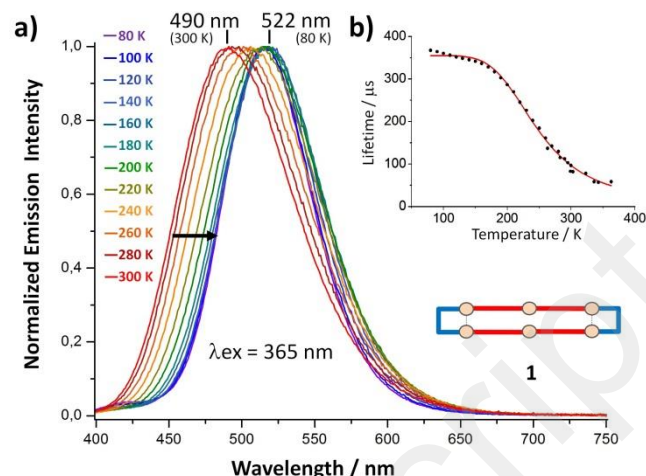 a)
490 nm
(300 K)
522 nm
(80 K)
Normalized Emission Intensity
1,0
0,8
0,6
0,4
0,2
0,0
80 K
100 K
120 K
140 K
160 K
180 K
200 K
220 K
240 K
260 K
280 K
300 K
λex = 365 nm
400 450 500 550 600 650 700 750
Wavelength / nm
b)
Lifetime / μs
400
300
200
100
0
100 200 300 400
Temperature / K
1
script